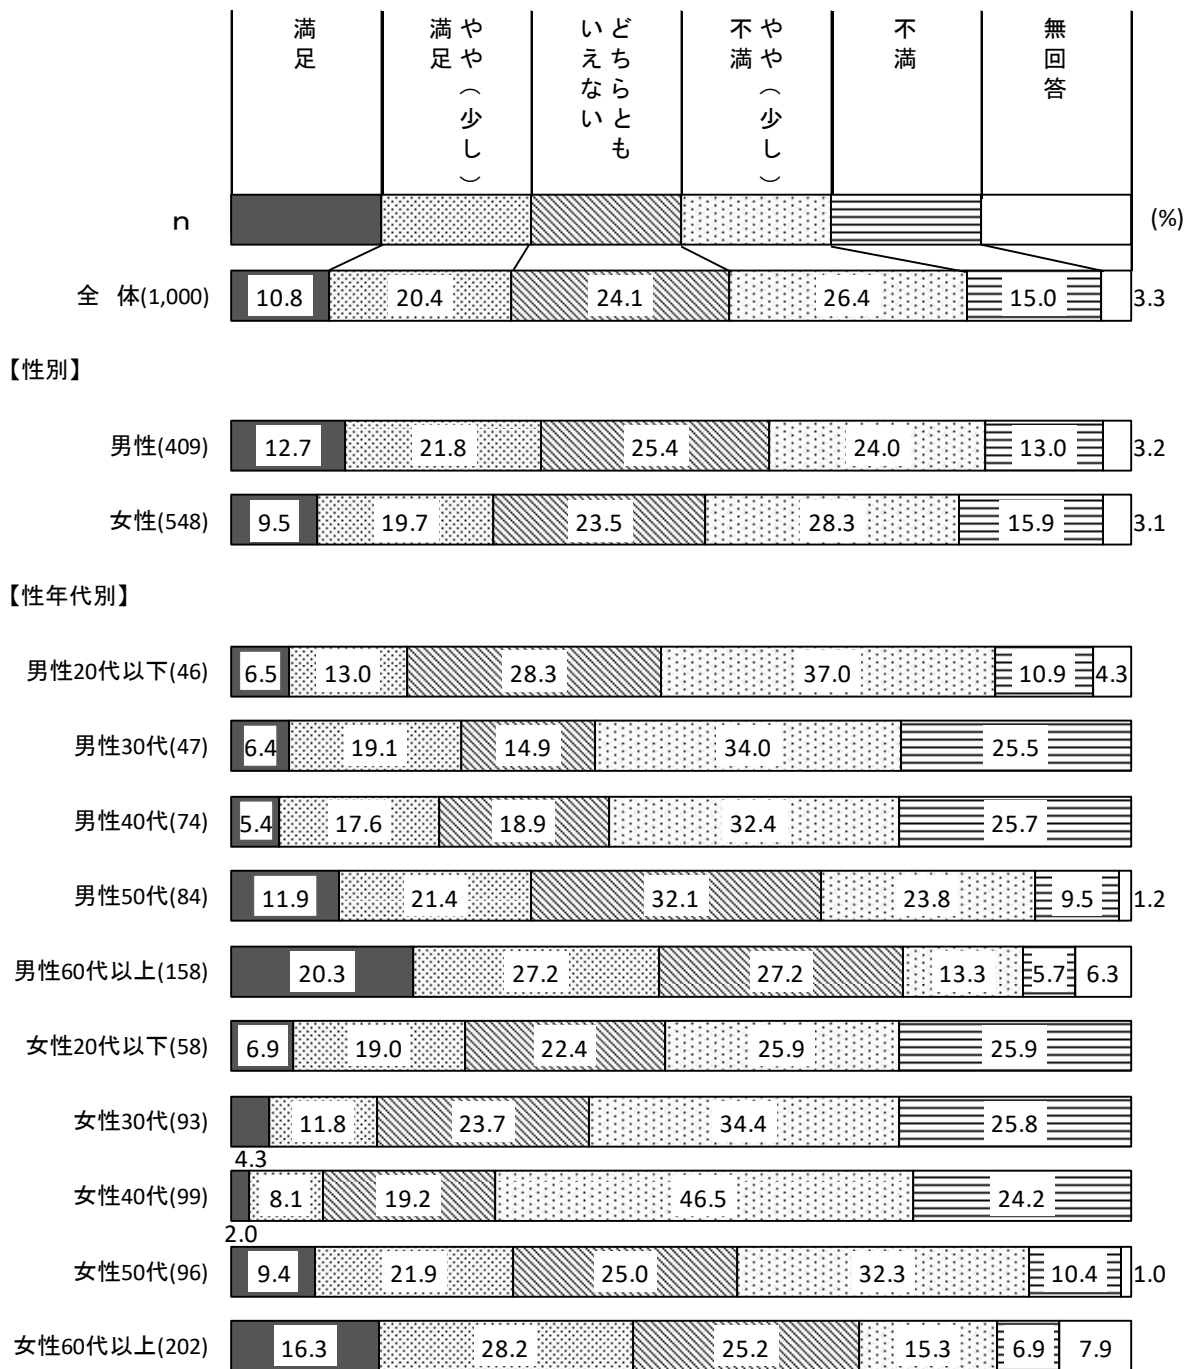 満足
やや（少し）満足
どちらともいえない
やや（少し）不満
不満
無回答
n
(%)
全 体(1,000) 10.8 20.4 24.1 26.4 15.0 3.3
【性別】
男性(409) 12.7 21.8 25.4 24.0 13.0 3.2
女性(548) 9.5 19.7 23.5 28.3 15.9 3.1
【性年代別】
男性20代以下(46) 6.5 13.0 28.3 37.0 10.9 4.3
男性30代(47) 6.4 19.1 14.9 34.0 25.5
男性40代(74) 5.4 17.6 18.9 32.4 25.7
男性50代(84) 11.9 21.4 32.1 23.8 9.5 1.2
男性60代以上(158) 20.3 27.2 27.2 13.3 5.7 6.3
女性20代以下(58) 6.9 19.0 22.4 25.9 25.9
女性30代(93) 4.3 11.8 23.7 34.4 25.8
女性40代(99) 2.0 8.1 19.2 46.5 24.2
女性50代(96) 9.4 21.9 25.0 32.3 10.4 1.0
女性60代以上(202) 16.3 28.2 25.2 15.3 6.9 7.9